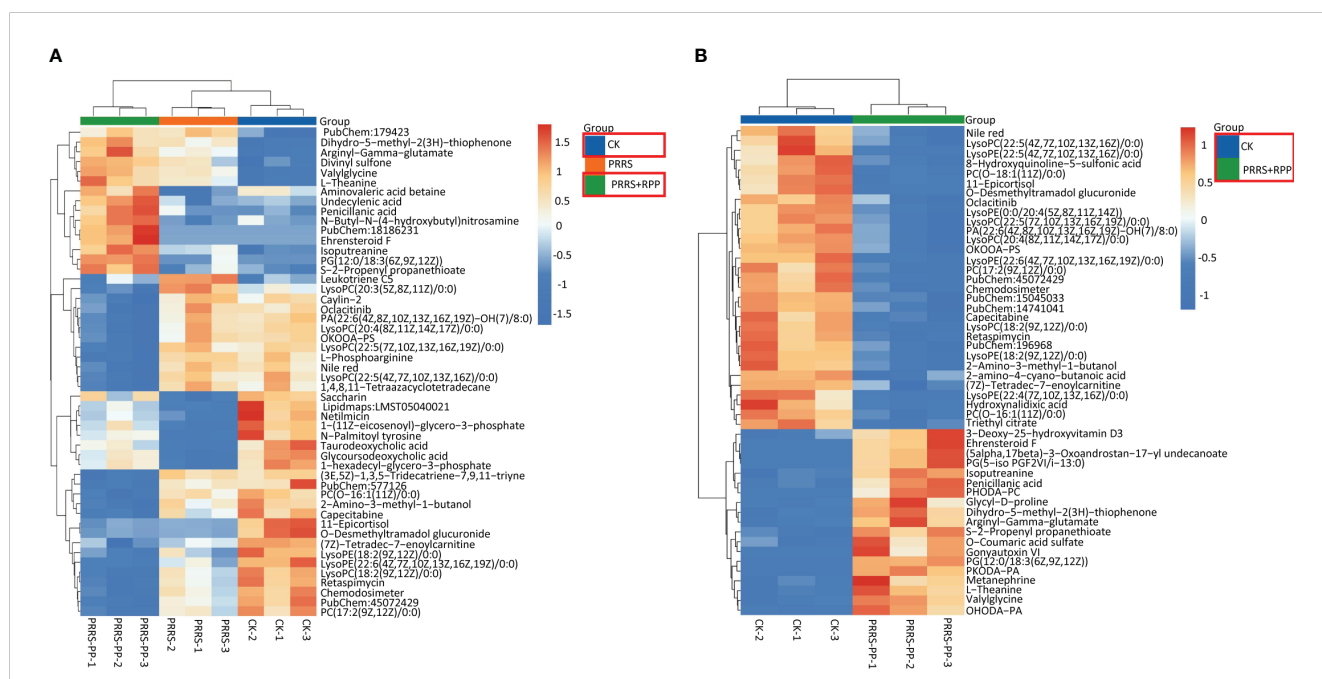 A
Group
PubChem:179423
Dihydro-5-methyl-2(3H)-thiophenone
Arginyl-Gamma-glutamate
Divinyl sulfone
Valylglycine
L-Theanine
Aminovaleric acid betaine
Undecylenic acid
Penicillanic acid
N-Butyl-N-(4-hydroxybutyl)nitrosamine
PubChem:18186231
Ehrensteroid F
Isoputreanine
PG(12:0/18:3(6Z,9Z,12Z))
S-2-Propenyl propanethioate
Leukotriene C5
LysoPC(20:3(5Z,8Z,11Z)/0:0)
Caylin-2
Oclacitinib
PA(22:6(4Z,8Z,10Z,13Z,16Z,19Z)-OH(7)/8:0)
LysoPC(20:4(8Z,11Z,14Z,17Z)/0:0)
OKOOA-PS
LysoPC(22:5(7Z,10Z,13Z,16Z,19Z)/0:0)
L-Phosphoarginine
Nile red
LysoPC(22:5(4Z,7Z,10Z,13Z,16Z)/0:0)
1,4,8,11-Tetraazacyclotetradecane
Saccharin
Lipidmaps:LMST05040021
Netilmicin
1-(11Z-eicosenoyl)-glycero-3-phosphate
N-Palmitoyl tyrosine
Taurodeoxycholic acid
Glycoursodeoxycholic acid
1-hexadecyl-glycero-3-phosphate
(3E,5Z)-1,3,5-Tridecatriene-7,9,11-triyne
PubChem:577126
PC(O-16:1(11Z)/0:0)
2-Amino-3-methyl-1-butanol
Capecitabine
11-Epicortisol
O-Desmethyltramadol glucuronide
(7Z)-Tetradec-7-enoylcarnitine
LysoPE(18:2(9Z,12Z)/0:0)
LysoPE(22:6(4Z,7Z,10Z,13Z,16Z,19Z)/0:0)
LysoPC(18:2(9Z,12Z)/0:0)
Retaspimycin
Chemodosimeter
PubChem:45072429
PC(17:2(9Z,12Z)/0:0)
PRRS-PP-1
PRRS-PP-2
PRRS-PP-3
PRRS-2
PRRS-1
PRRS-3
CK-2
CK-1
CK-3
1.5
1
0.5
0
-0.5
-1
-1.5
Group
CK
PRRS
PRRS+RPP
B
Group
Nile red
LysoPC(22:5(4Z,7Z,10Z,13Z,16Z)/0:0)
LysoPE(22:5(4Z,7Z,10Z,13Z,16Z)/0:0)
8-Hydroxyquinoline-5-sulfonic acid
PC(O-18:1(11Z)/0:0)
11-Epicortisol
O-Desmethyltramadol glucuronide
Oclacitinib
LysoPE(0:0/20:4(5Z,8Z,11Z,14Z))
LysoPC(22:5(7Z,10Z,13Z,16Z,19Z)/0:0)
PA(22:6(4Z,8Z,10Z,13Z,16Z,19Z)-OH(7)/8:0)
LysoPC(20:4(8Z,11Z,14Z,17Z)/0:0)
OKOOA-PS
LysoPE(22:6(4Z,7Z,10Z,13Z,16Z,19Z)/0:0)
PC(17:2(9Z,12Z)/0:0)
PubChem:45072429
Chemodosimeter
PubChem:15045033
PubChem:14741041
Capecitabine
LysoPC(18:2(9Z,12Z)/0:0)
Retaspimycin
PubChem:196968
LysoPE(18:2(9Z,12Z)/0:0)
2-Amino-3-methyl-1-butanol
2-amino-4-cyano-butanoic acid
(7Z)-Tetradec-7-enoylcarnitine
LysoPE(22:4(7Z,10Z,13Z,16Z)/0:0)
Hydroxynalidixic acid
PC(O-16:1(11Z)/0:0)
Triethyl citrate
3-Deoxy-25-hydroxyvitamin D3
Ehrensteroid F
(5alpha,17beta)-3-Oxoandrostan-17-yl undecanoate
PG(5-iso PGF2VI/i-13:0)
Isoputreanine
Penicillanic acid
PHODA-PC
Glycyl-D-proline
Dihydro-5-methyl-2(3H)-thiophenone
Arginyl-Gamma-glutamate
S-2-Propenyl propanethioate
O-Coumaric acid sulfate
Gonyautoxin VI
PG(12:0/18:3(6Z,9Z,12Z))
PKODA-PA
Metanephrine
L-Theanine
Valylglycine
OHODA-PA
CK-2
CK-1
CK-3
PRRS-PP-1
PRRS-PP-2
PRRS-PP-3
1
0.5
0
-0.5
-1
Group
CK
PRRS+RPP